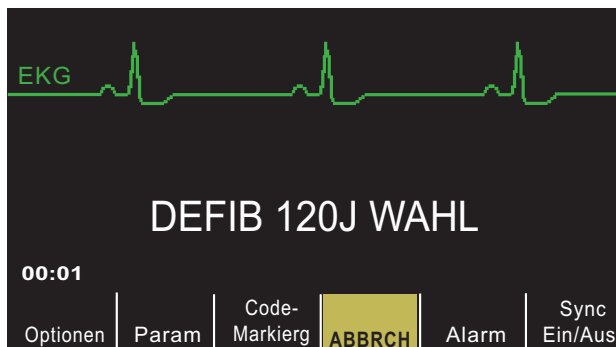 EKG
DEFIB 120J WAHL
00:01
Optionen
Param
Code-
Markierg
ABBRCH
Alarm
Sync
Ein/Aus